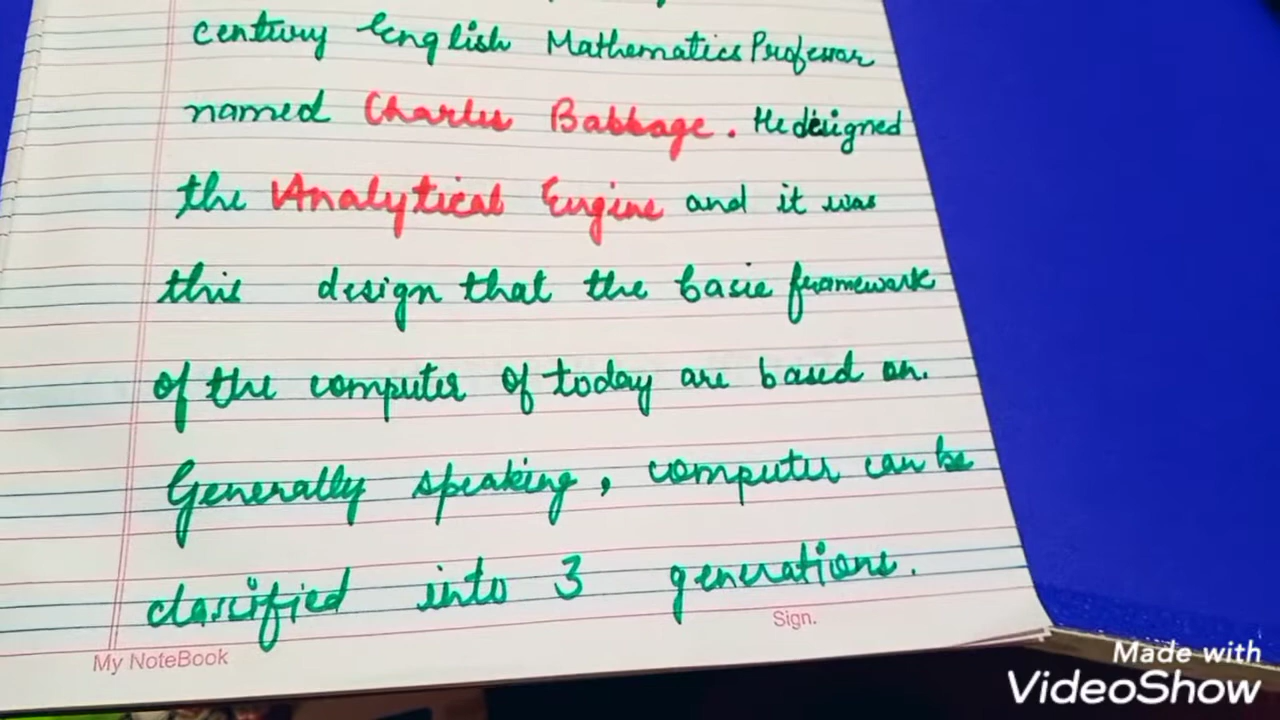 century English Mathematics Professor
named Charles Babbage. He designed
the Analytical Engine and it was
this design that the basic framework
of the computer of today are based on.
Generally speaking, computer can be
classified into 3 generations.
Sign.
My NoteBook
Made with
VideoShow